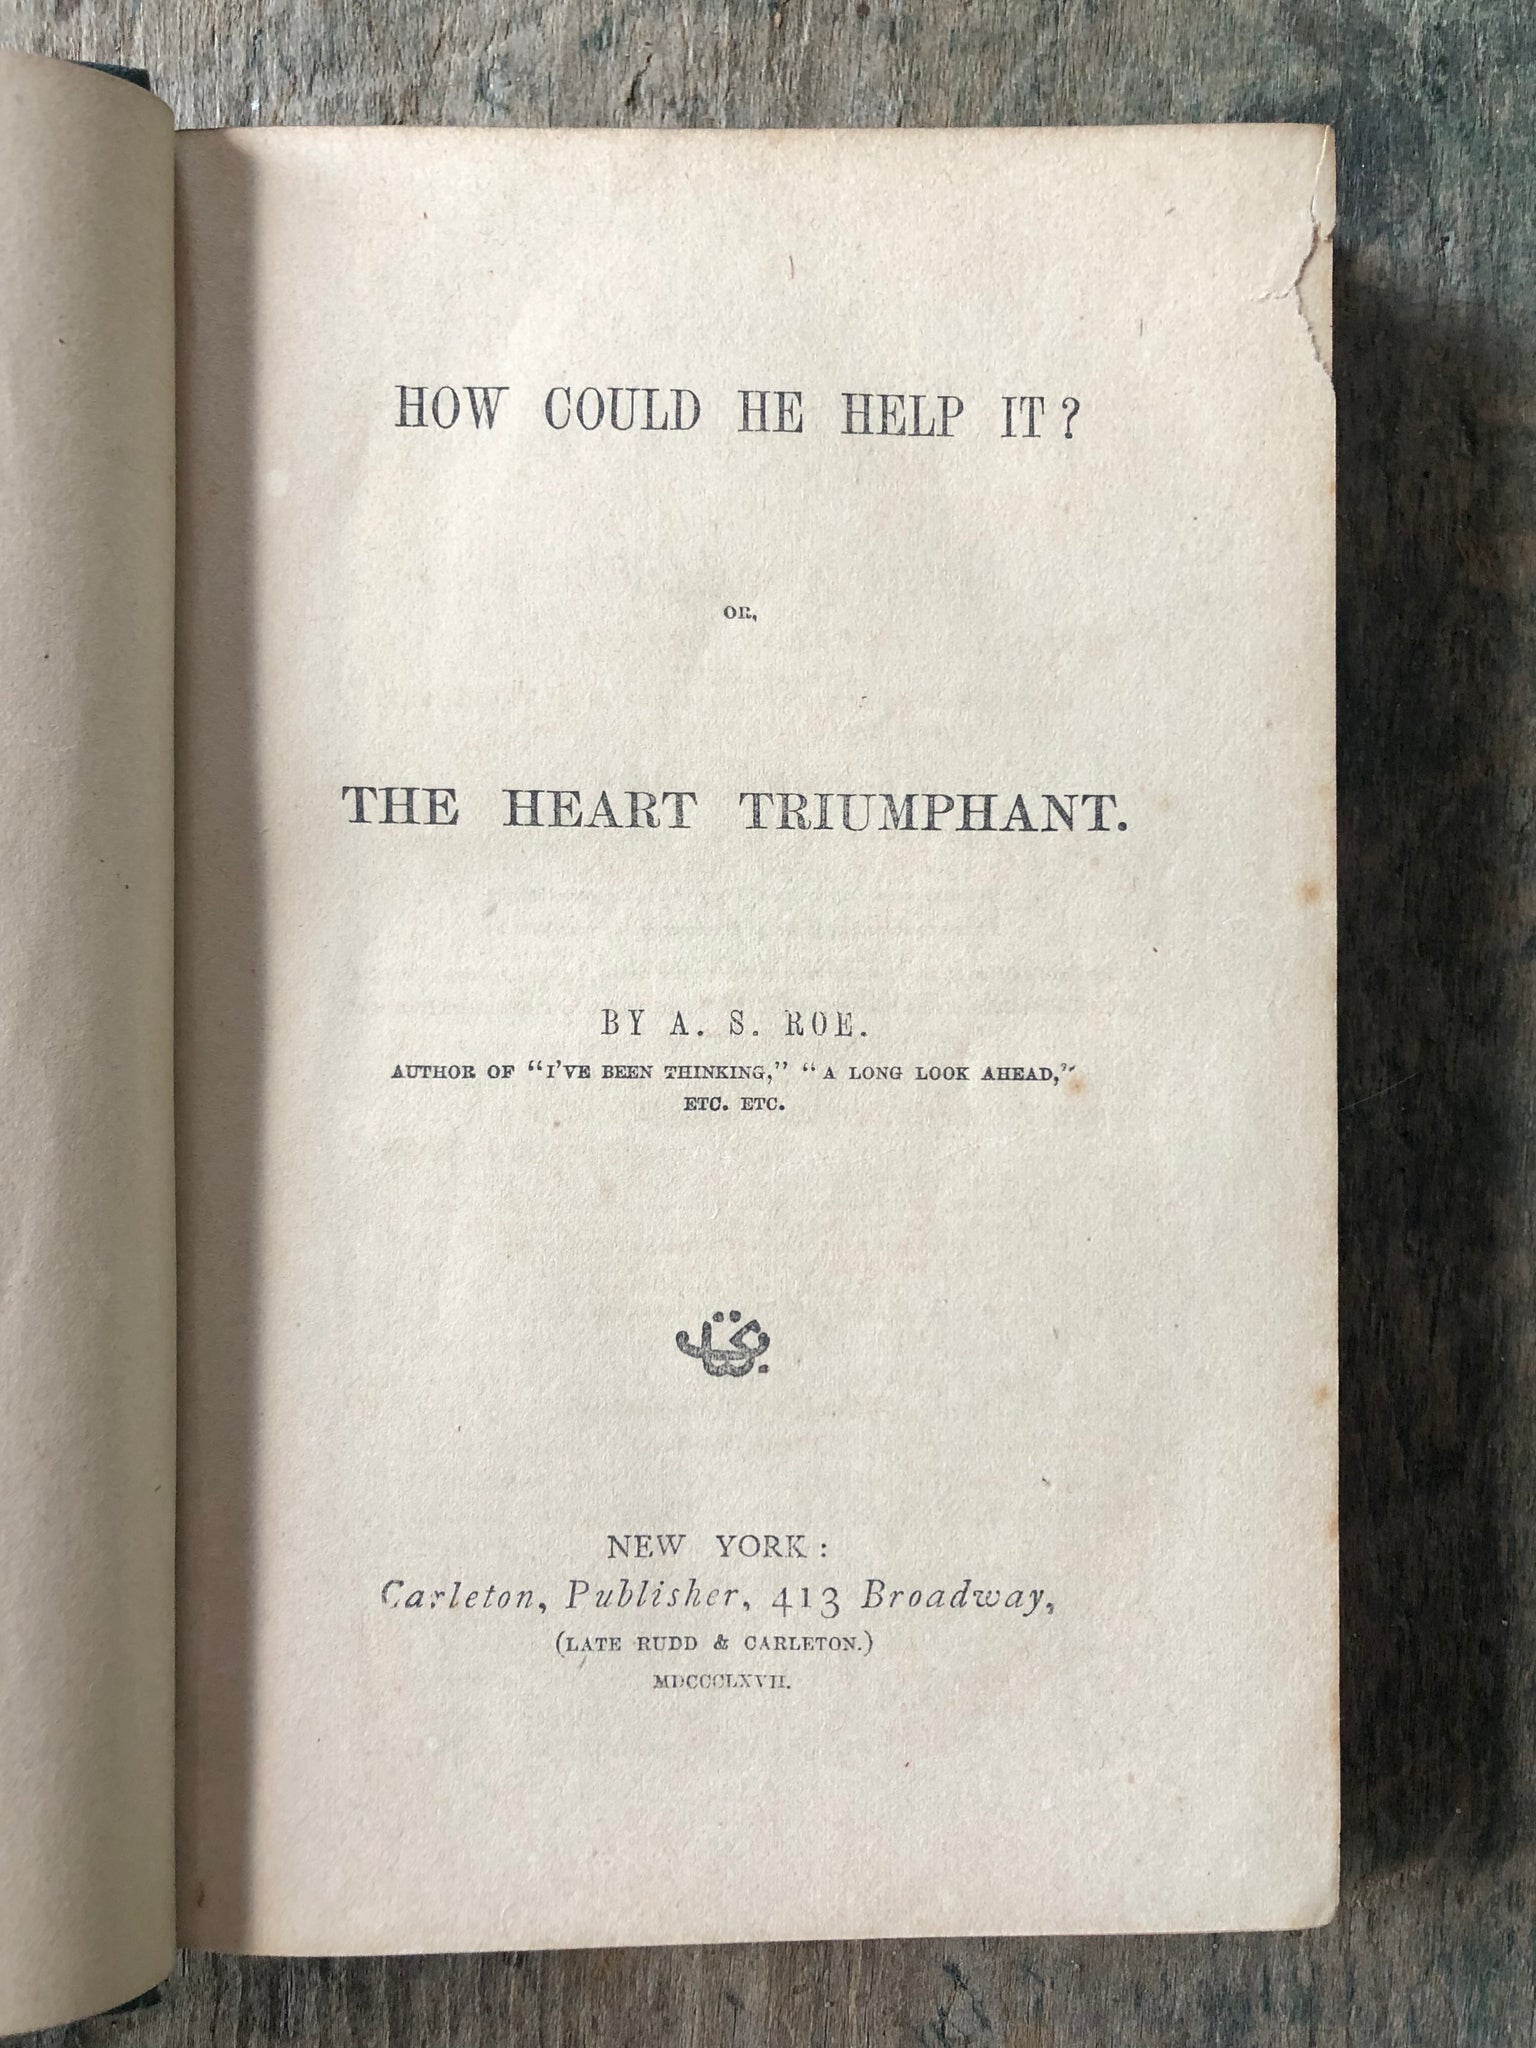 HOW COULD HE HELP IT?
OR,
THE HEART TRIUMPHANT.
BY A. S. ROE.
AUTHOR OF "I'VE BEEN THINKING," "A LONG LOOK AHEAD,"
ETC. ETC.
NEW YORK:
Carleton, Publisher, 413 Broadway,
(LATE RUDD & CARLETON.)
MDCCCLXVII.